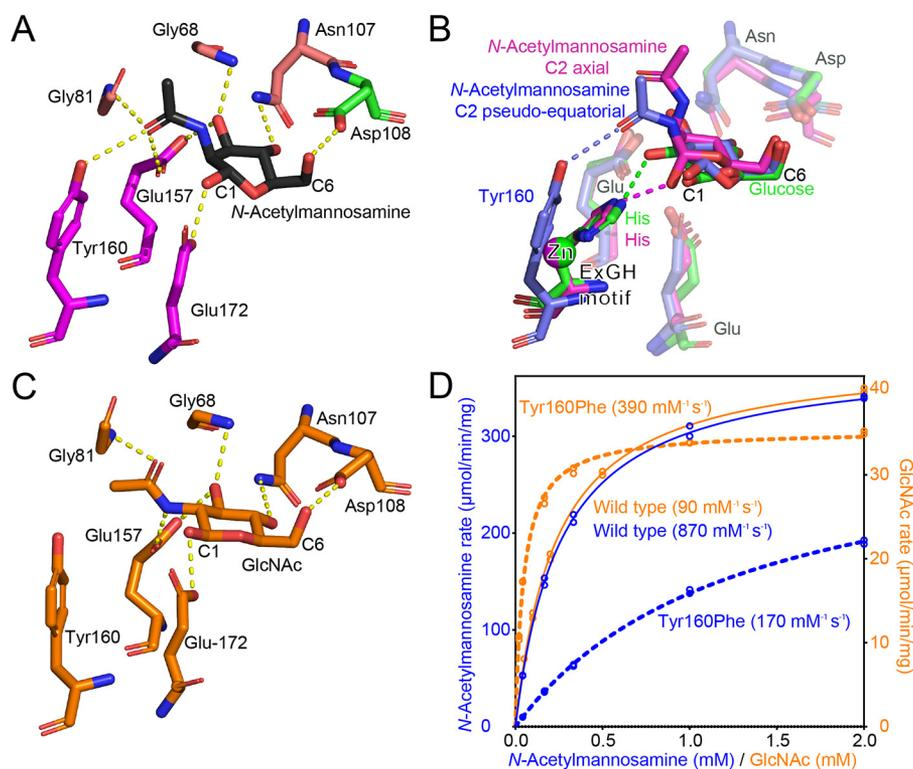 A
Gly68
Asn107
Gly81
Asp108
Glu157
C1
C6
N-Acetylmannosamine
Tyr160
Glu172
B
N-Acetylmannosamine
C2 axial
N-Acetylmannosamine
C2 pseudo-equatorial
Asn
Asp
Tyr160
Glu
C6
C1
Glucose
His
His
Zn
ExGH
motif
Glu
C
Gly68
Asn107
Gly81
Asp108
Glu157
C1
C6
GlcNAc
Tyr160
Glu-172
D
N-Acetylmannosamine rate (µmol/min/mg)
300
200
100
0
Tyr160Phe (390 mM⁻¹ s⁻¹)
Wild type (90 mM⁻¹ s⁻¹)
Wild type (870 mM⁻¹ s⁻¹)
Tyr160Phe (170 mM⁻¹ s⁻¹)
40
30
20
10
0
GlcNAc rate (µmol/min/mg)
0.0 0.5 1.0 1.5 2.0
N-Acetylmannosamine (mM) / GlcNAc (mM)